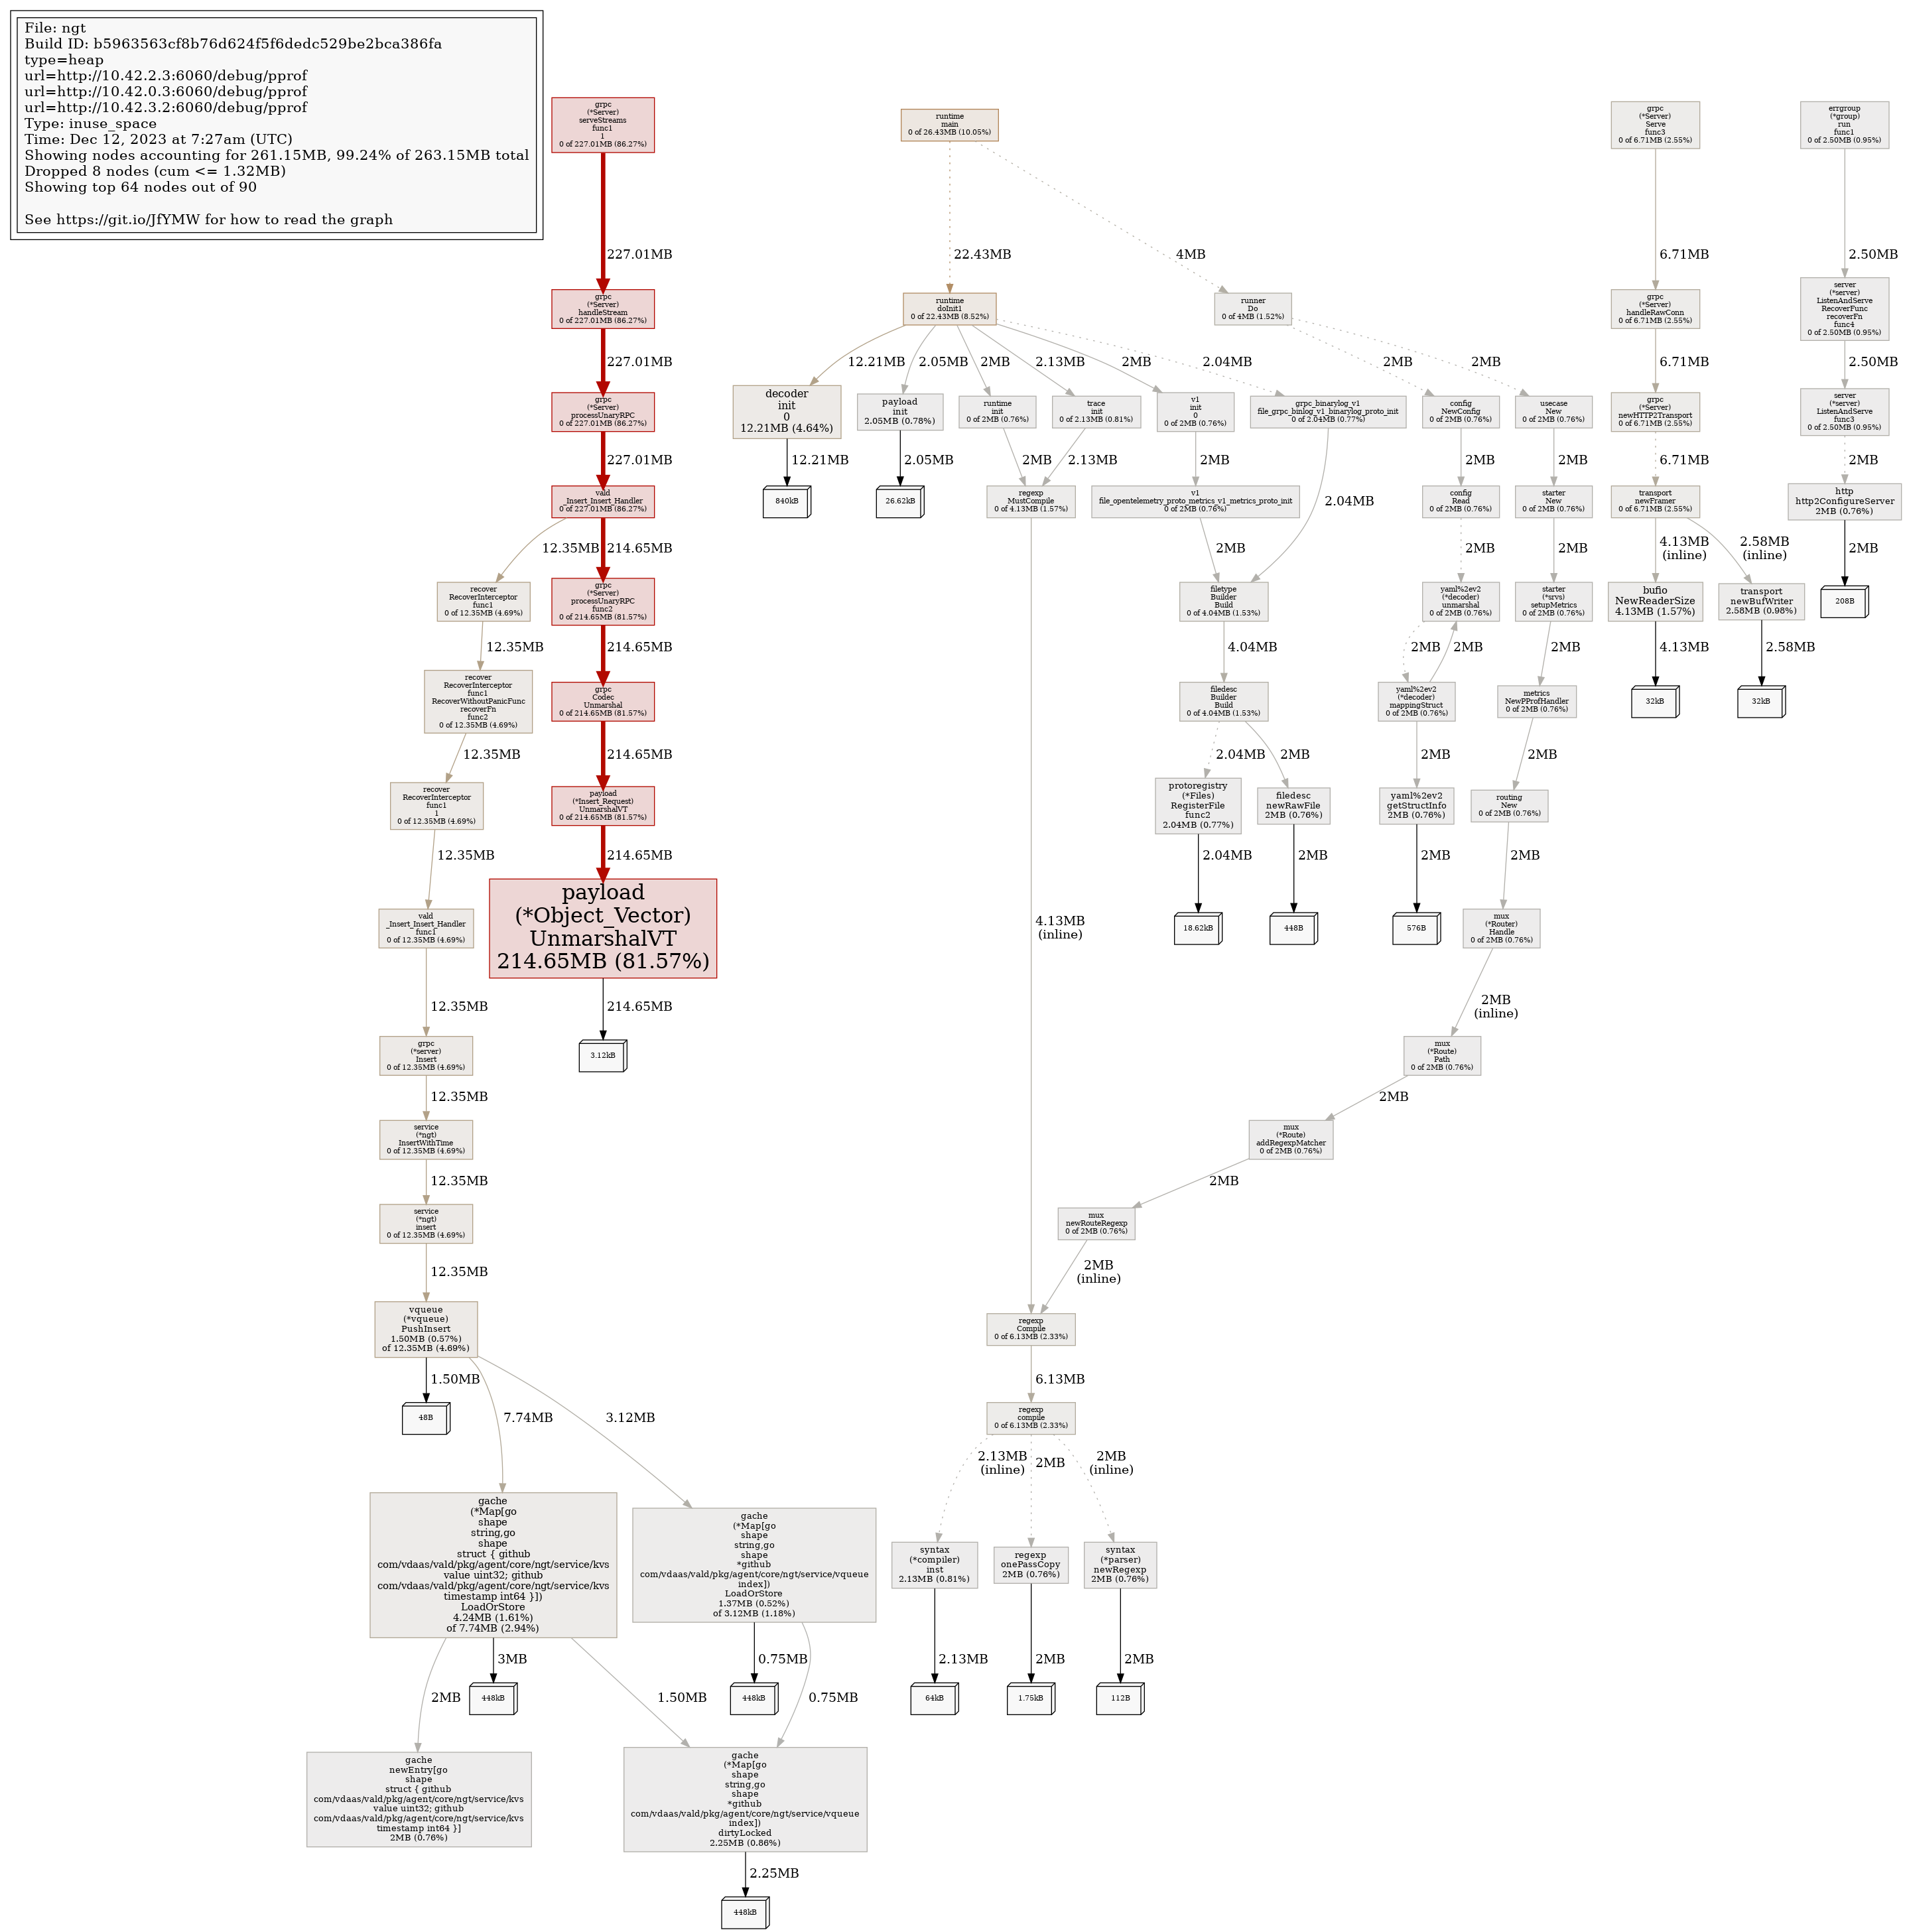 File: ngt
Build ID: b5963563cf8b76d624f5f6dedc529be2bca386fa
type=heap
url=http://10.42.2.3:6060/debug/pprof
url=http://10.42.0.3:6060/debug/pprof
url=http://10.42.3.2:6060/debug/pprof
Type: inuse_space
Time: Dec 12, 2023 at 7:27am (UTC)
Showing nodes accounting for 261.15MB, 99.24% of 263.15MB total
Dropped 8 nodes (cum <= 1.32MB)
Showing top 64 nodes out of 90
See https://git.io/JfYMW for how to read the graph
grpc
(*Server)
serveStreams
func1
1
0 of 227.01MB (86.27%)
227.01MB
grpc
(*Server)
handleStream
0 of 227.01MB (86.27%)
227.01MB
grpc
(*Server)
processUnaryRPC
0 of 227.01MB (86.27%)
227.01MB
vald
_Insert_Insert_Handler
0 of 227.01MB (86.27%)
12.35MB
214.65MB
grpc
(*Server)
processUnaryRPC
func2
0 of 214.65MB (81.57%)
214.65MB
grpc
Codec
Unmarshal
0 of 214.65MB (81.57%)
214.65MB
payload
(*Insert_Request)
UnmarshalVT
0 of 214.65MB (81.57%)
214.65MB
payload
(*Object_Vector)
UnmarshalVT
214.65MB (81.57%)
214.65MB
3.12kB
recover
RecoverInterceptor
func1
0 of 12.35MB (4.69%)
12.35MB
recover
RecoverInterceptor
func1
RecoverWithoutPanicFunc
recoverFn
func2
0 of 12.35MB (4.69%)
12.35MB
recover
RecoverInterceptor
func1
1
0 of 12.35MB (4.69%)
12.35MB
vald
_Insert_Insert_Handler
func1
0 of 12.35MB (4.69%)
12.35MB
grpc
(*server)
Insert
0 of 12.35MB (4.69%)
12.35MB
service
(*ngt)
InsertWithTime
0 of 12.35MB (4.69%)
12.35MB
service
(*ngt)
insert
0 of 12.35MB (4.69%)
12.35MB
vqueue
(*vqueue)
PushInsert
1.50MB (0.57%)
of 12.35MB (4.69%)
1.50MB
7.74MB
3.12MB
48B
gache
(*Map[go
shape
string,go
shape
struct { github
com/vdaas/vald/pkg/agent/core/ngt/service/kvs
value uint32; github
com/vdaas/vald/pkg/agent/core/ngt/service/kvs
timestamp int64 }])
LoadOrStore
4.24MB (1.61%)
of 7.74MB (2.94%)
gache
(*Map[go
shape
string,go
shape
*github
com/vdaas/vald/pkg/agent/core/ngt/service/vqueue
index])
LoadOrStore
1.37MB (0.52%)
of 3.12MB (1.18%)
2MB
3MB
1.50MB
0.75MB
0.75MB
448kB
448kB
gache
newEntry[go
shape
struct { github
com/vdaas/vald/pkg/agent/core/ngt/service/kvs
value uint32; github
com/vdaas/vald/pkg/agent/core/ngt/service/kvs
timestamp int64 }]
2MB (0.76%)
gache
(*Map[go
shape
string,go
shape
*github
com/vdaas/vald/pkg/agent/core/ngt/service/vqueue
index])
dirtyLocked
2.25MB (0.86%)
2.25MB
448kB
runtime
main
0 of 26.43MB (10.05%)
22.43MB
4MB
runtime
doInit1
0 of 22.43MB (8.52%)
runner
Do
0 of 4MB (1.52%)
12.21MB
2.05MB
2MB
2.13MB
2MB
2.04MB
2MB
2MB
decoder
init
0
12.21MB (4.64%)
12.21MB
840kB
payload
init
2.05MB (0.78%)
2.05MB
26.62kB
runtime
init
0 of 2MB (0.76%)
2MB
trace
init
0 of 2.13MB (0.81%)
2.13MB
regexp
MustCompile
0 of 4.13MB (1.57%)
4.13MB
(inline)
v1
init
0
0 of 2MB (0.76%)
2MB
v1
file_opentelemetry_proto_metrics_v1_metrics_proto_init
0 of 2MB (0.76%)
2MB
grpc_binarylog_v1
file_grpc_binlog_v1_binarylog_proto_init
0 of 2.04MB (0.77%)
2.04MB
filetype
Builder
Build
0 of 4.04MB (1.53%)
4.04MB
filedesc
Builder
Build
0 of 4.04MB (1.53%)
2.04MB
2MB
protoregistry
(*Files)
RegisterFile
func2
2.04MB (0.77%)
2.04MB
18.62kB
filedesc
newRawFile
2MB (0.76%)
2MB
448B
config
NewConfig
0 of 2MB (0.76%)
2MB
config
Read
0 of 2MB (0.76%)
2MB
yaml%2ev2
(*decoder)
unmarshal
0 of 2MB (0.76%)
2MB
2MB
yaml%2ev2
(*decoder)
mappingStruct
0 of 2MB (0.76%)
2MB
yaml%2ev2
getStructInfo
2MB (0.76%)
2MB
576B
usecase
New
0 of 2MB (0.76%)
2MB
starter
New
0 of 2MB (0.76%)
2MB
starter
(*srvs)
setupMetrics
0 of 2MB (0.76%)
2MB
metrics
NewPProfHandler
0 of 2MB (0.76%)
2MB
routing
New
0 of 2MB (0.76%)
2MB
mux
(*Router)
Handle
0 of 2MB (0.76%)
2MB
(inline)
mux
(*Route)
Path
0 of 2MB (0.76%)
2MB
mux
(*Route)
addRegexpMatcher
0 of 2MB (0.76%)
2MB
mux
newRouteRegexp
0 of 2MB (0.76%)
2MB
(inline)
regexp
Compile
0 of 6.13MB (2.33%)
6.13MB
regexp
compile
0 of 6.13MB (2.33%)
2.13MB
(inline)
2MB
2MB
(inline)
syntax
(*compiler)
inst
2.13MB (0.81%)
2.13MB
64kB
regexp
onePassCopy
2MB (0.76%)
2MB
1.75kB
syntax
(*parser)
newRegexp
2MB (0.76%)
2MB
112B
grpc
(*Server)
Serve
func3
0 of 6.71MB (2.55%)
6.71MB
grpc
(*Server)
handleRawConn
0 of 6.71MB (2.55%)
6.71MB
grpc
(*Server)
newHTTP2Transport
0 of 6.71MB (2.55%)
6.71MB
transport
newFramer
0 of 6.71MB (2.55%)
4.13MB
(inline)
2.58MB
(inline)
bufio
NewReaderSize
4.13MB (1.57%)
4.13MB
32kB
transport
newBufWriter
2.58MB (0.98%)
2.58MB
32kB
errgroup
(*group)
run
func1
0 of 2.50MB (0.95%)
2.50MB
server
(*server)
ListenAndServe
RecoverFunc
recoverFn
func4
0 of 2.50MB (0.95%)
2.50MB
server
(*server)
ListenAndServe
func3
0 of 2.50MB (0.95%)
2MB
http
http2ConfigureServer
2MB (0.76%)
2MB
208B